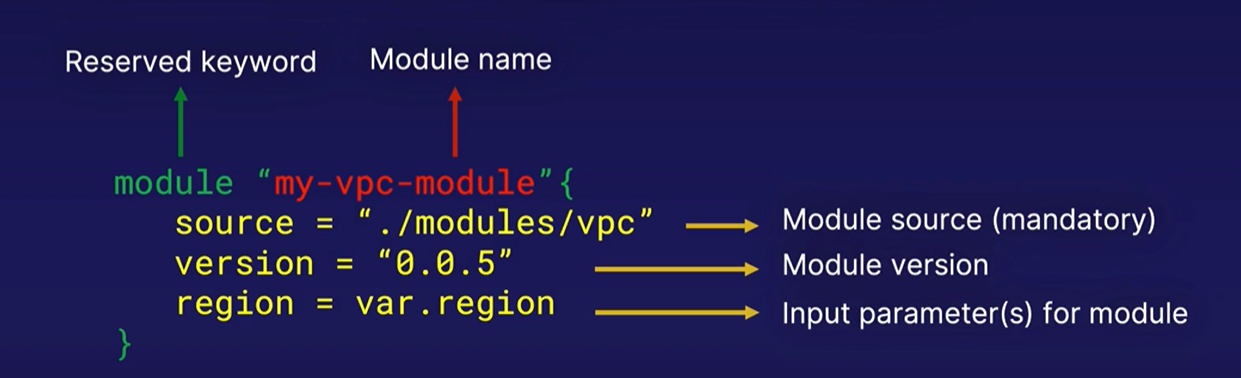 Reserved keyword Module name
module “my-vpc-module”{
source = “./modules/vpc” Module source (mandatory)
version = “0.0.5” Module version
region = var.region Input parameter(s) for module
}